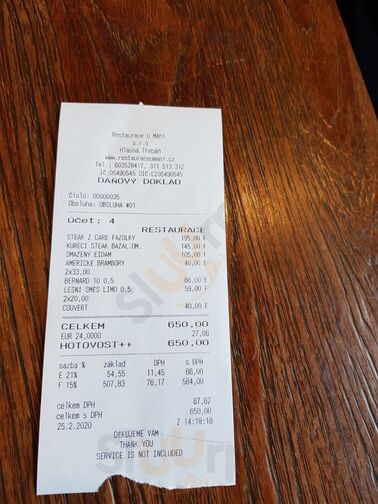 Restaurace U Mání
s.r.o
Hlásná Třebáň
www.restauraceumani.cz
Tel.: 603528417, 311 513 312
IČ:05490545 DIČ:CZ05490545
DAŇOVÝ DOKLAD
Číslo: 00000035
Obsluha: OBSLUHA #01
Účet: 4
RESTAURACE
STEAK Z CARE FAZOLKY 195,00 F
KUŘECÍ STEAK BAZAL.OM. 145,00 F
SMAŽENÝ EIDAM 105,00 F
AMERICKÉ BRAMBORY 40,00 F
2x33,00
BERNARD 10 0,5 66,00 E
LESNÍ SMĚS LIMO 0,5 59,00 F
2x20,00
COUVERT 40,00 F
CELKEM 650,00
EUR 24,0000 27,08
HOTOVOST++ 650,00
sazba % základ DPH s DPH
E 21% 54,55 11,45 66,00
F 15% 507,83 76,17 584,00
celkem DPH 87,62
celkem s DPH 650,00
25.2.2020 Z 14:18:18
DĚKUJEME VÁM
THANK YOU
SERVICE IS NOT INCLUDED